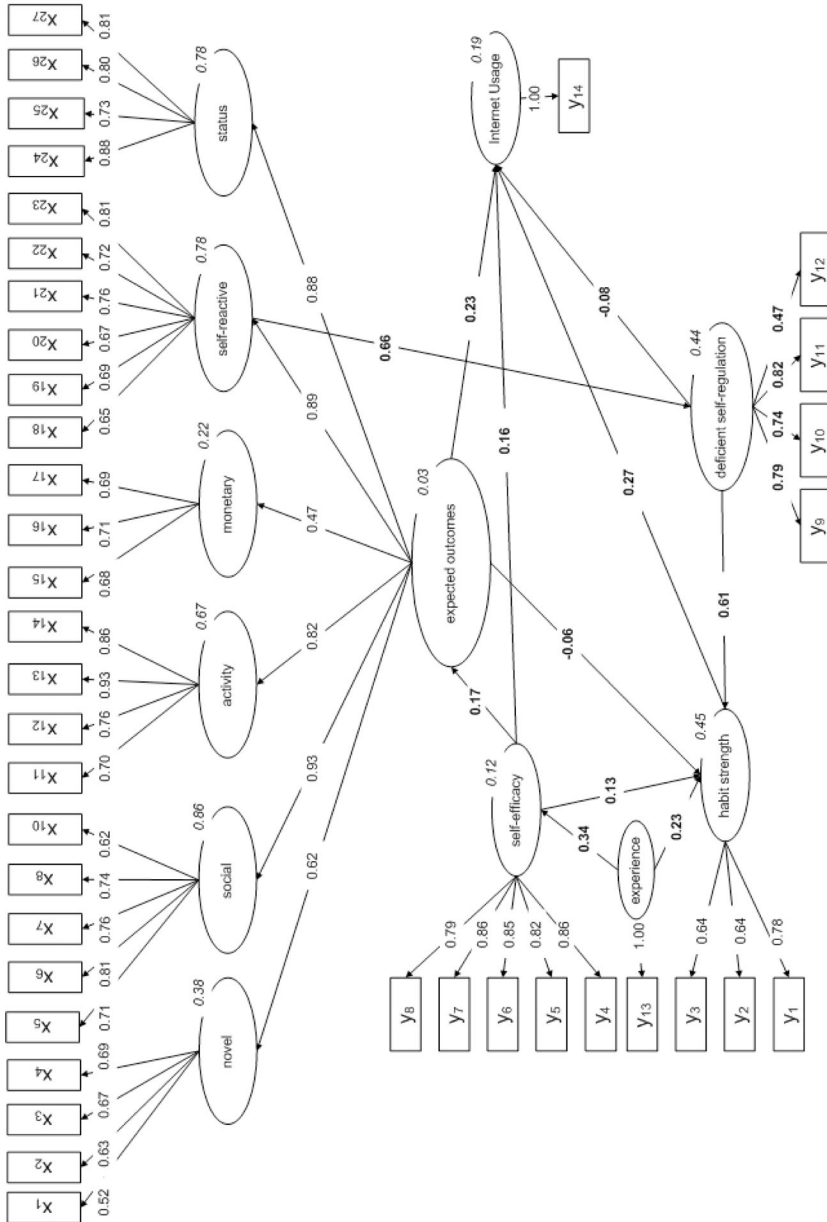 x27
0.81
x26
0.80
x25
0.73
x24
0.88
x23
0.81
x22
0.72
x21
0.76
x20
0.67
x19
0.69
x18
0.65
x17
0.69
x16
0.71
x15
0.68
x14
0.86
x13
0.93
x12
0.76
x11
0.70
x10
0.62
x8
0.74
x7
0.76
x6
0.81
x5
0.71
x4
0.69
x3
0.67
x2
0.63
x1
0.52
0.78
status
0.78
self-reactive
0.22
monetary
0.67
activity
0.86
social
0.38
novel
0.88
0.89
0.47
0.82
0.93
0.62
0.03
expected outcomes
0.19
Internet Usage
1.00
y14
0.23
0.66
-0.08
0.16
0.27
0.17
-0.06
0.44
deficient self-regulation
0.47
y12
0.82
y11
0.74
y10
0.79
y9
0.61
0.12
self-efficacy
0.13
0.34
0.23
experience
0.45
habit strength
0.79
y8
0.86
y7
0.85
y6
0.82
y5
0.86
y4
1.00
y13
0.64
y3
0.64
y2
0.78
y1